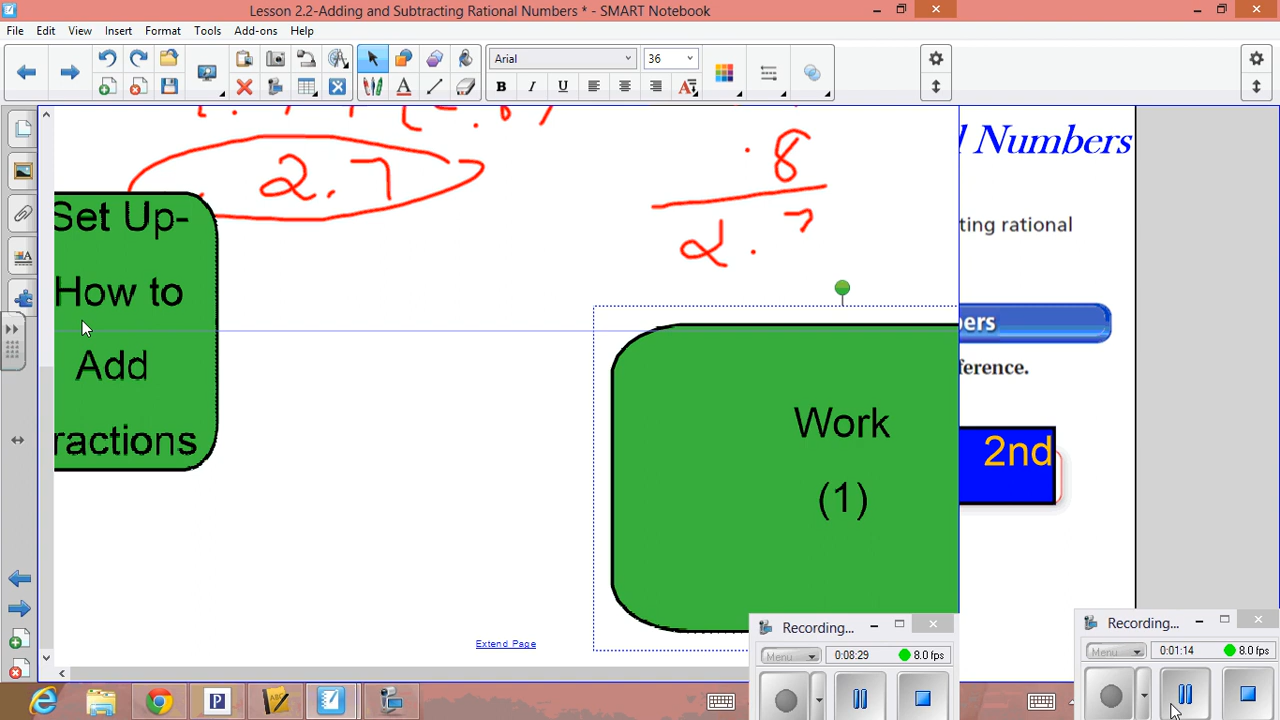 Lesson 2.2-Adding and Subtracting Rational Numbers * - SMART Notebook
File Edit View Insert Format Tools Add-ons Help
Arial 36
B I U
2.7
.8
2.7
Set Up-
How to
Add
ractions
Work
(1)
Extend Page
l Numbers
ting rational
bers
ference.
2nd
Recording...
Menu 0:08:29 8.0 fps
Recording...
Menu 0:01:14 8.0 fps